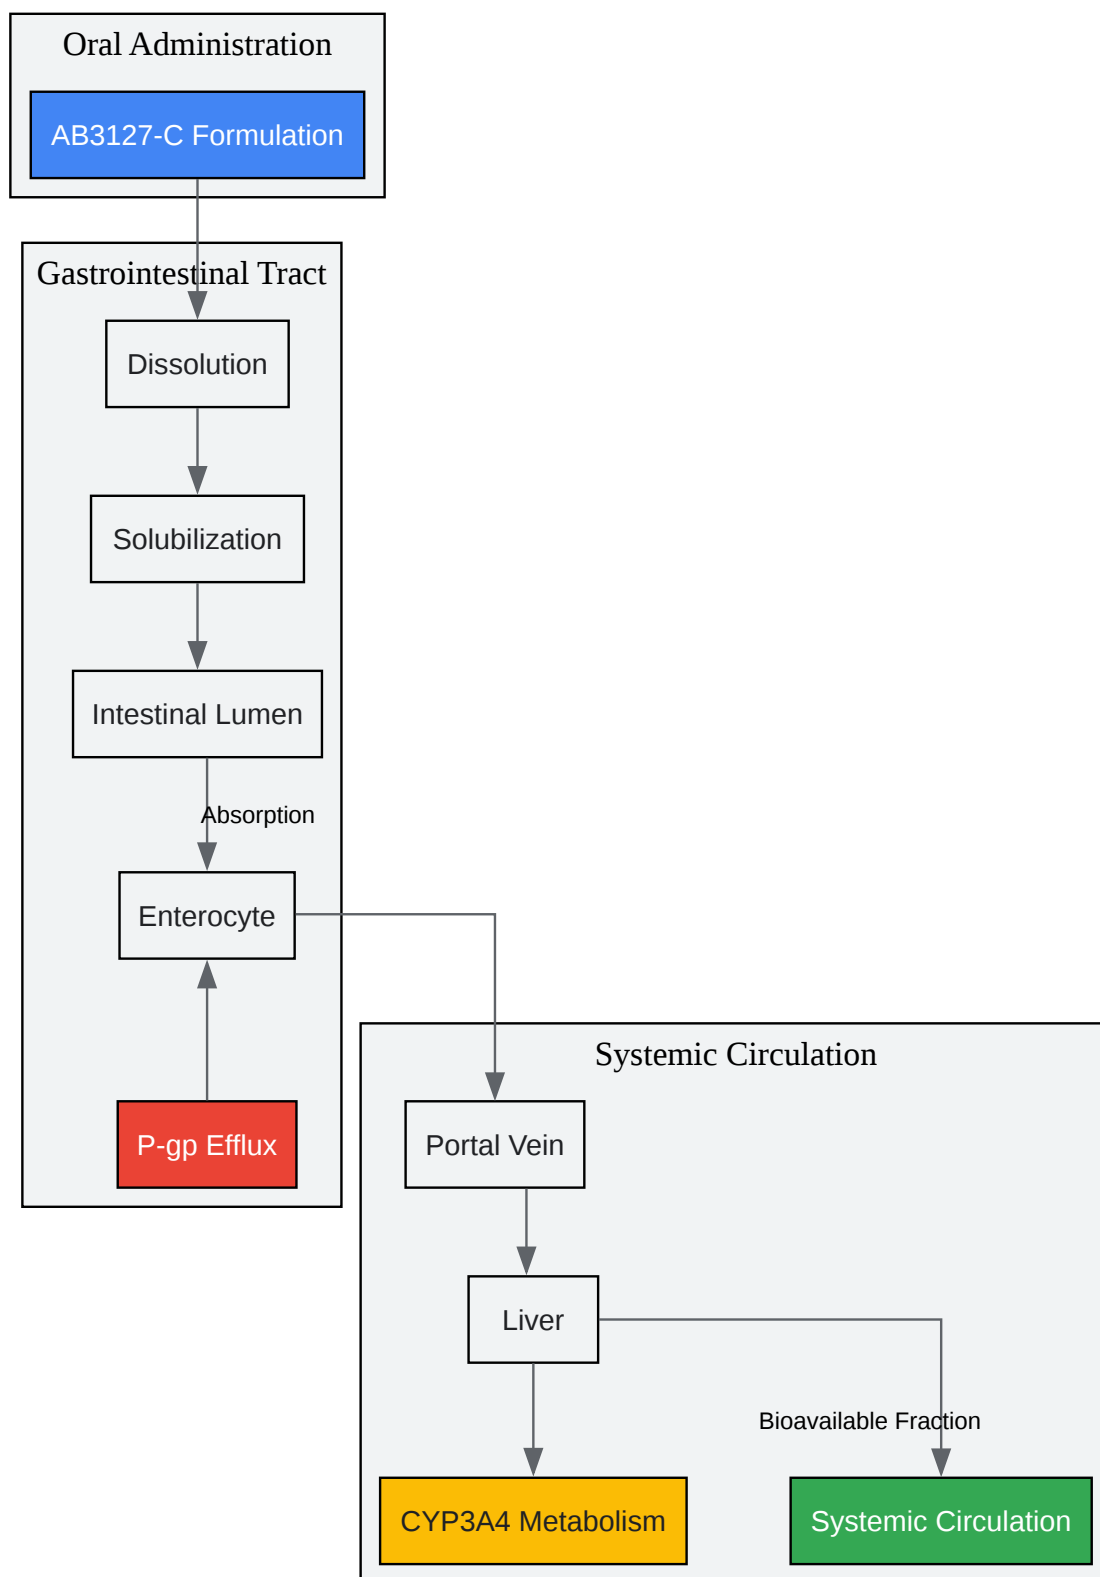 Oral Administration
AB3127-C Formulation
Gastrointestinal Tract
Dissolution
Solubilization
Intestinal Lumen
Absorption
Enterocyte
P-gp Efflux
Systemic Circulation
Portal Vein
Liver
Bioavailable Fraction
CYP3A4 Metabolism
Systemic Circulation